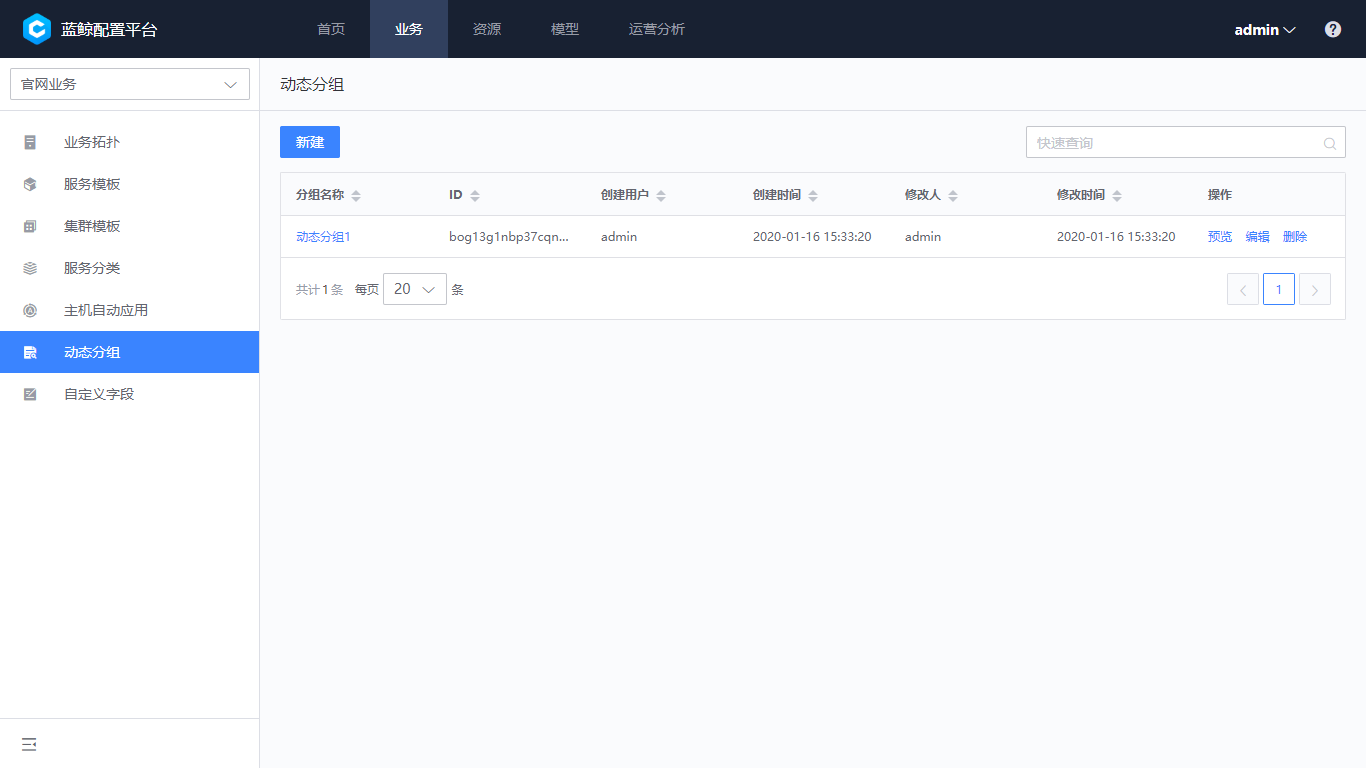 蓝鲸配置平台 首页 业务 资源 模型 运营分析 admin
官网业务
业务拓扑
服务模板
集群模板
服务分类
主机自动应用
动态分组
自定义字段
动态分组
新建 快速查询
分组名称 ID 创建用户 创建时间 修改人 修改时间 操作
动态分组1 bog13g1nbp37cqn... admin 2020-01-16 15:33:20 admin 2020-01-16 15:33:20 预览 编辑 删除
共计 1 条 每页 20 条 1